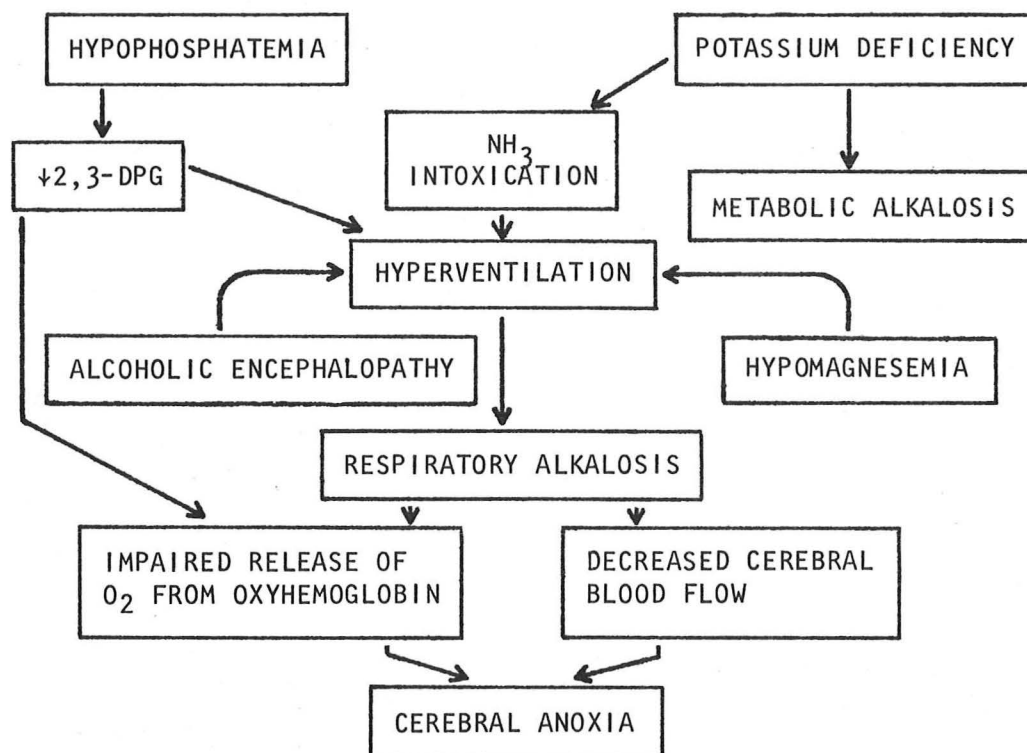 HYPOPHOSPHATEMIA
POTASSIUM DEFICIENCY
↓2,3-DPG
NH3
INTOXICATION
METABOLIC ALKALOSIS
HYPERVENTILATION
ALCOHOLIC ENCEPHALOPATHY
HYPOMAGNESEMIA
RESPIRATORY ALKALOSIS
IMPAIRED RELEASE OF
O2 FROM OXYHEMOGLOBIN
DECREASED CEREBRAL
BLOOD FLOW
CEREBRAL ANOXIA